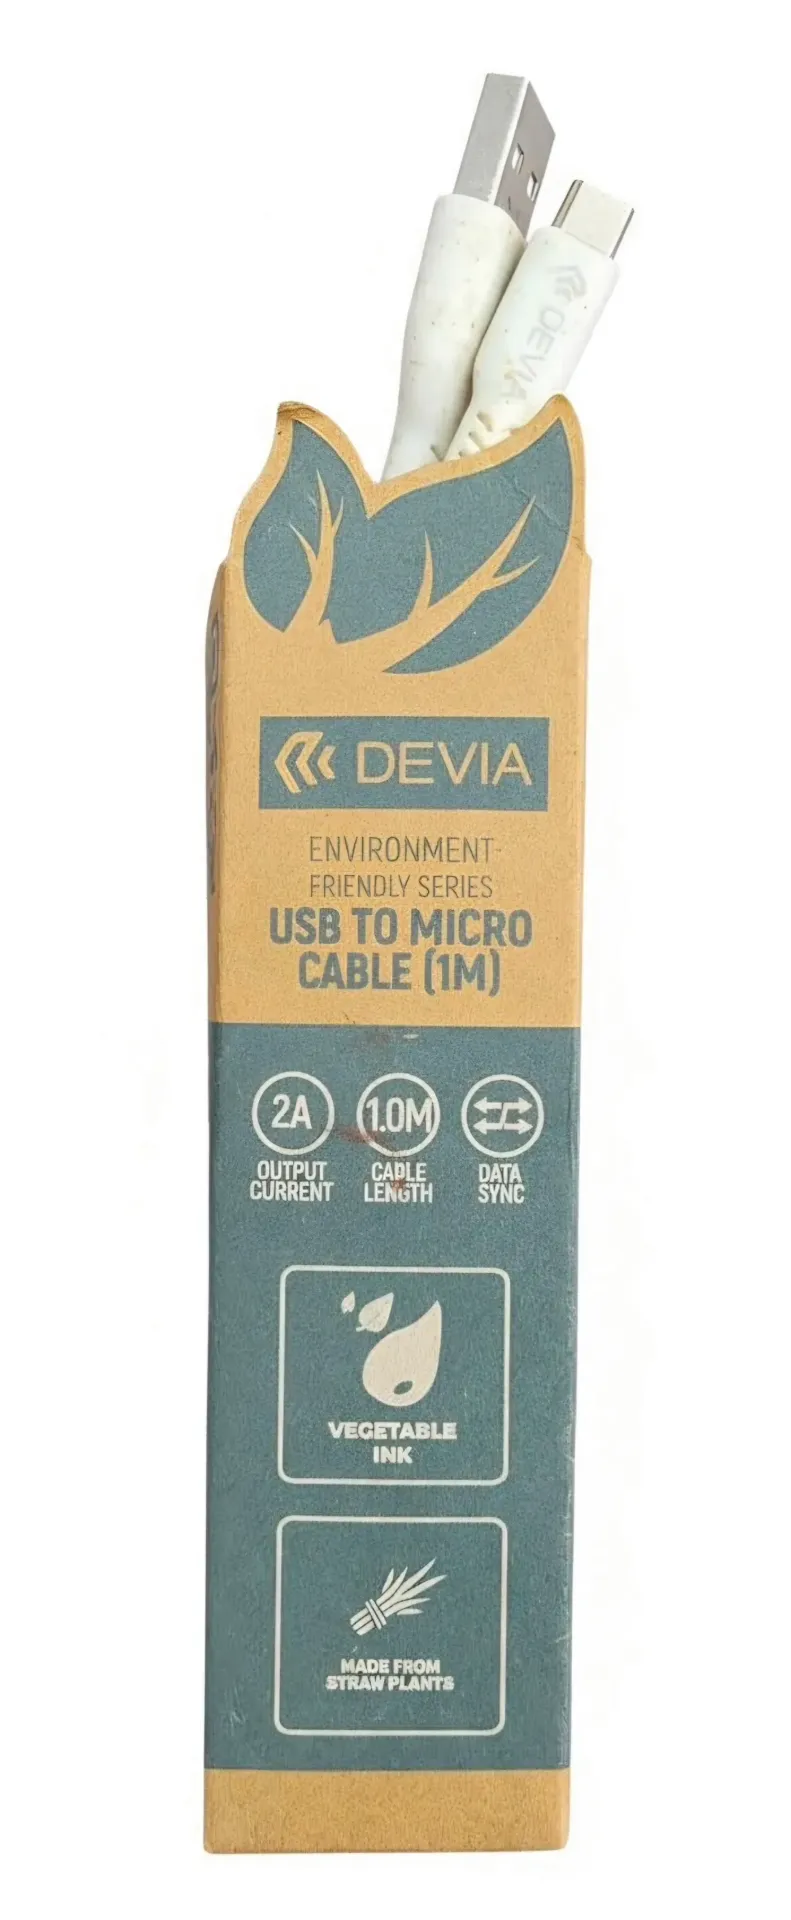 DEVIA
DEVIA
ENVIRONMENT-
FRIENDLY SERIES
USB TO MICRO
CABLE (1M)
2A
OUTPUT
CURRENT
1.0M
CABLE
LENGTH
DATA
SYNC
VEGETABLE
INK
MADE FROM
STRAW PLANTS